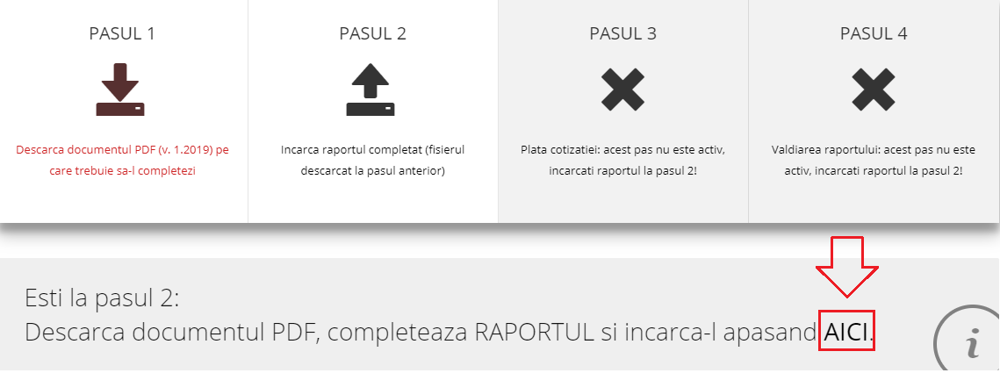 PASUL 1
Descarca documentul PDF (v. 1.2019) pe
care trebuie sa-l completezi
PASUL 2
Incarca raportul completat (fisierul
descarcat la pasul anterior)
PASUL 3
Plata cotizatiei: acest pas nu este activ,
incarcati raportul la pasul 2!
PASUL 4
Valdiarea raportului: acest pas nu este
activ, incarcati raportul la pasul 2!
Esti la pasul 2:
Descarca documentul PDF, completeaza RAPORTUL si incarca-l apasand AICI.
i